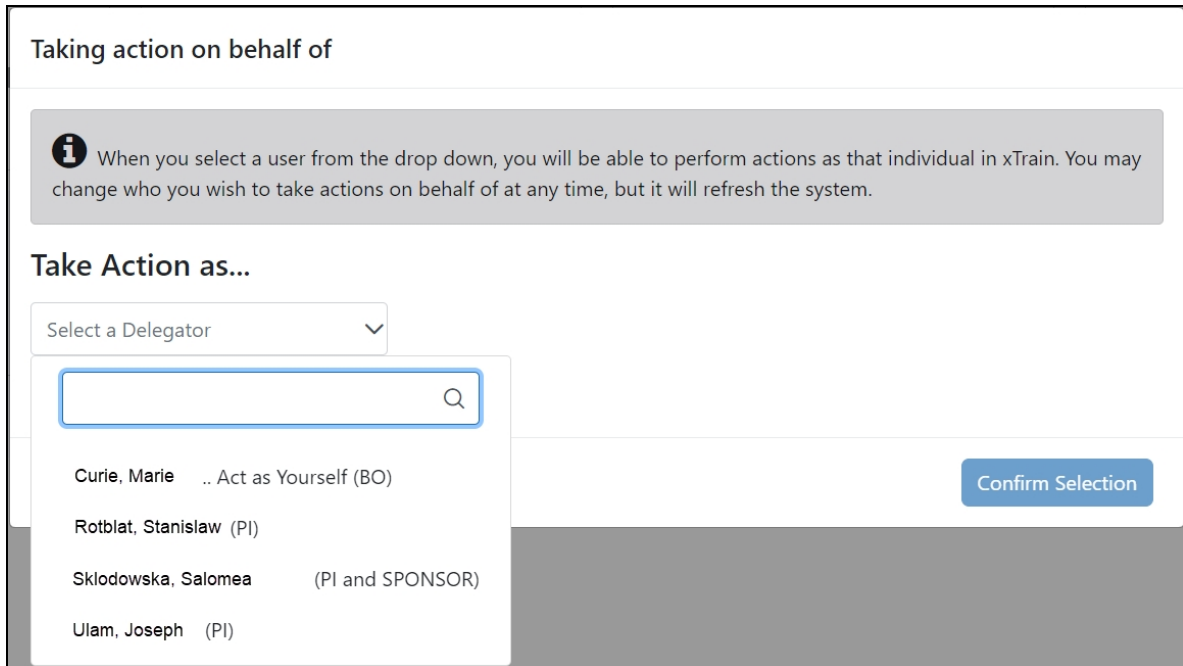 Taking action on behalf of
When you select a user from the drop down, you will be able to perform actions as that individual in xTrain. You may
change who you wish to take actions on behalf of at any time, but it will refresh the system.
Take Action as...
Select a Delegator
Curie, Marie .. Act as Yourself (BO)
Confirm Selection
Rotblat, Stanislaw (PI)
Sklodowska, Salomea (PI and SPONSOR)
Ulam, Joseph (PI)